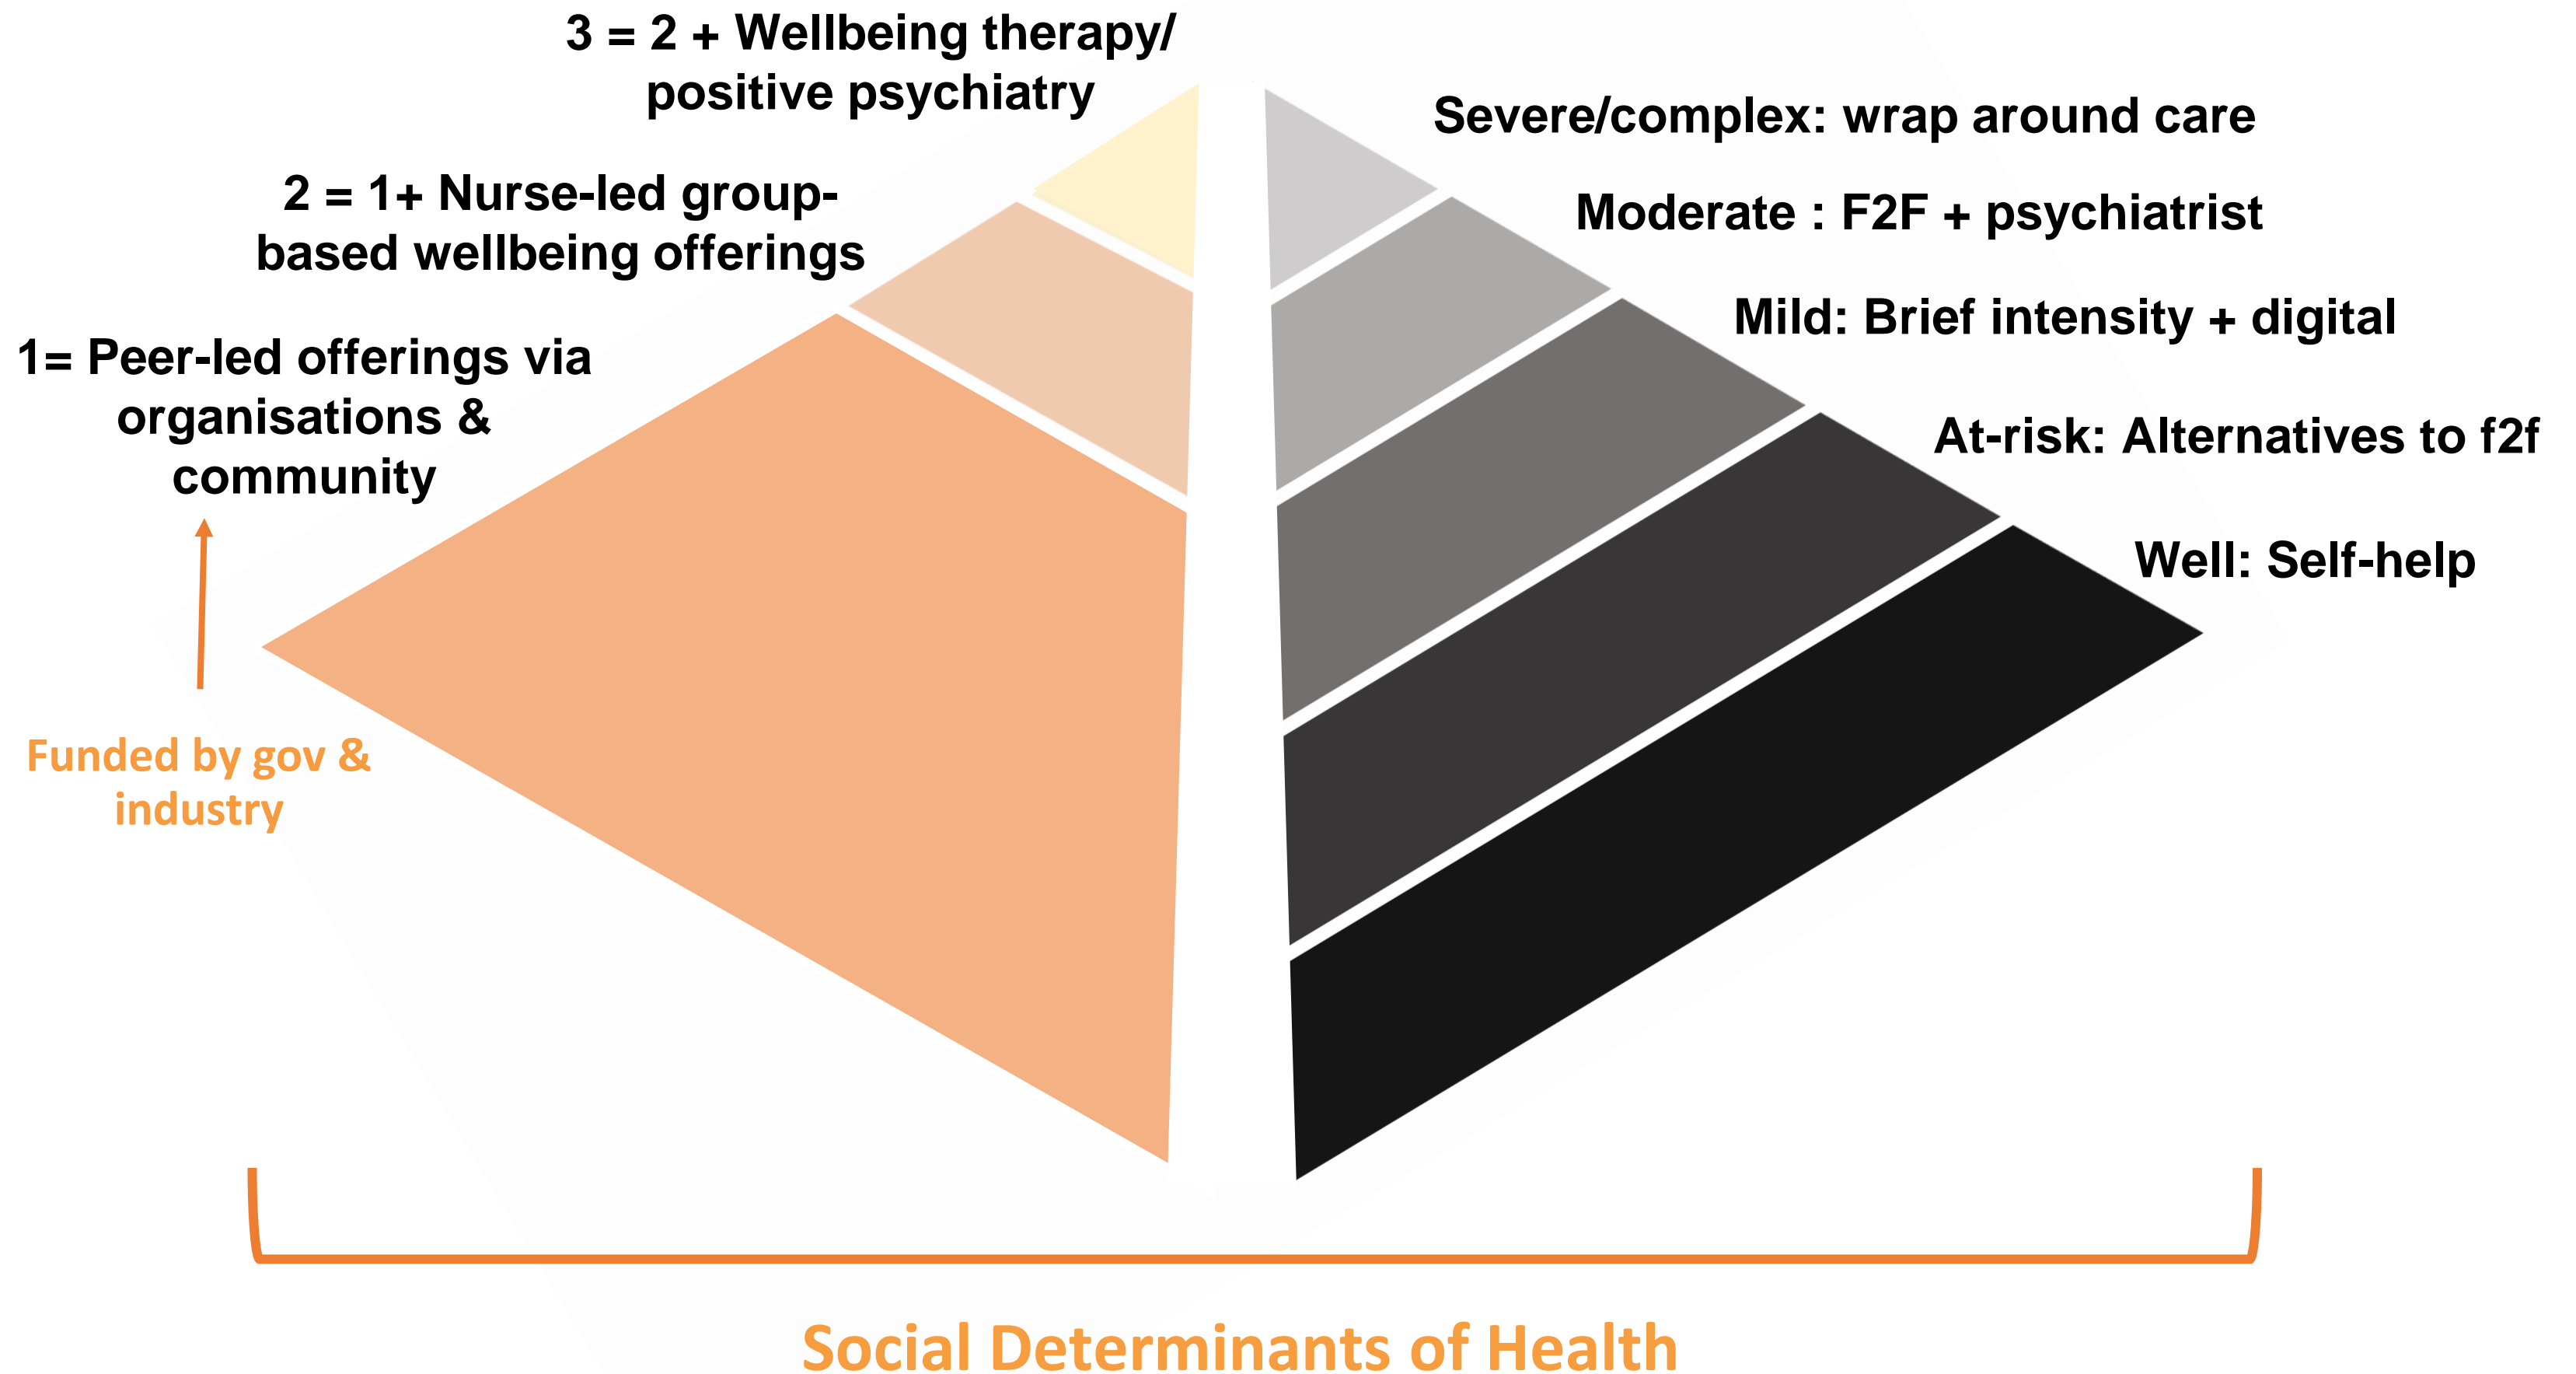 3 = 2 + Wellbeing therapy/
positive psychiatry
2 = 1+ Nurse-led group-
based wellbeing offerings
1= Peer-led offerings via
organisations &
community
Funded by gov &
industry
Severe/complex: wrap around care
Moderate : F2F + psychiatrist
Mild: Brief intensity + digital
At-risk: Alternatives to f2f
Well: Self-help
Social Determinants of Health